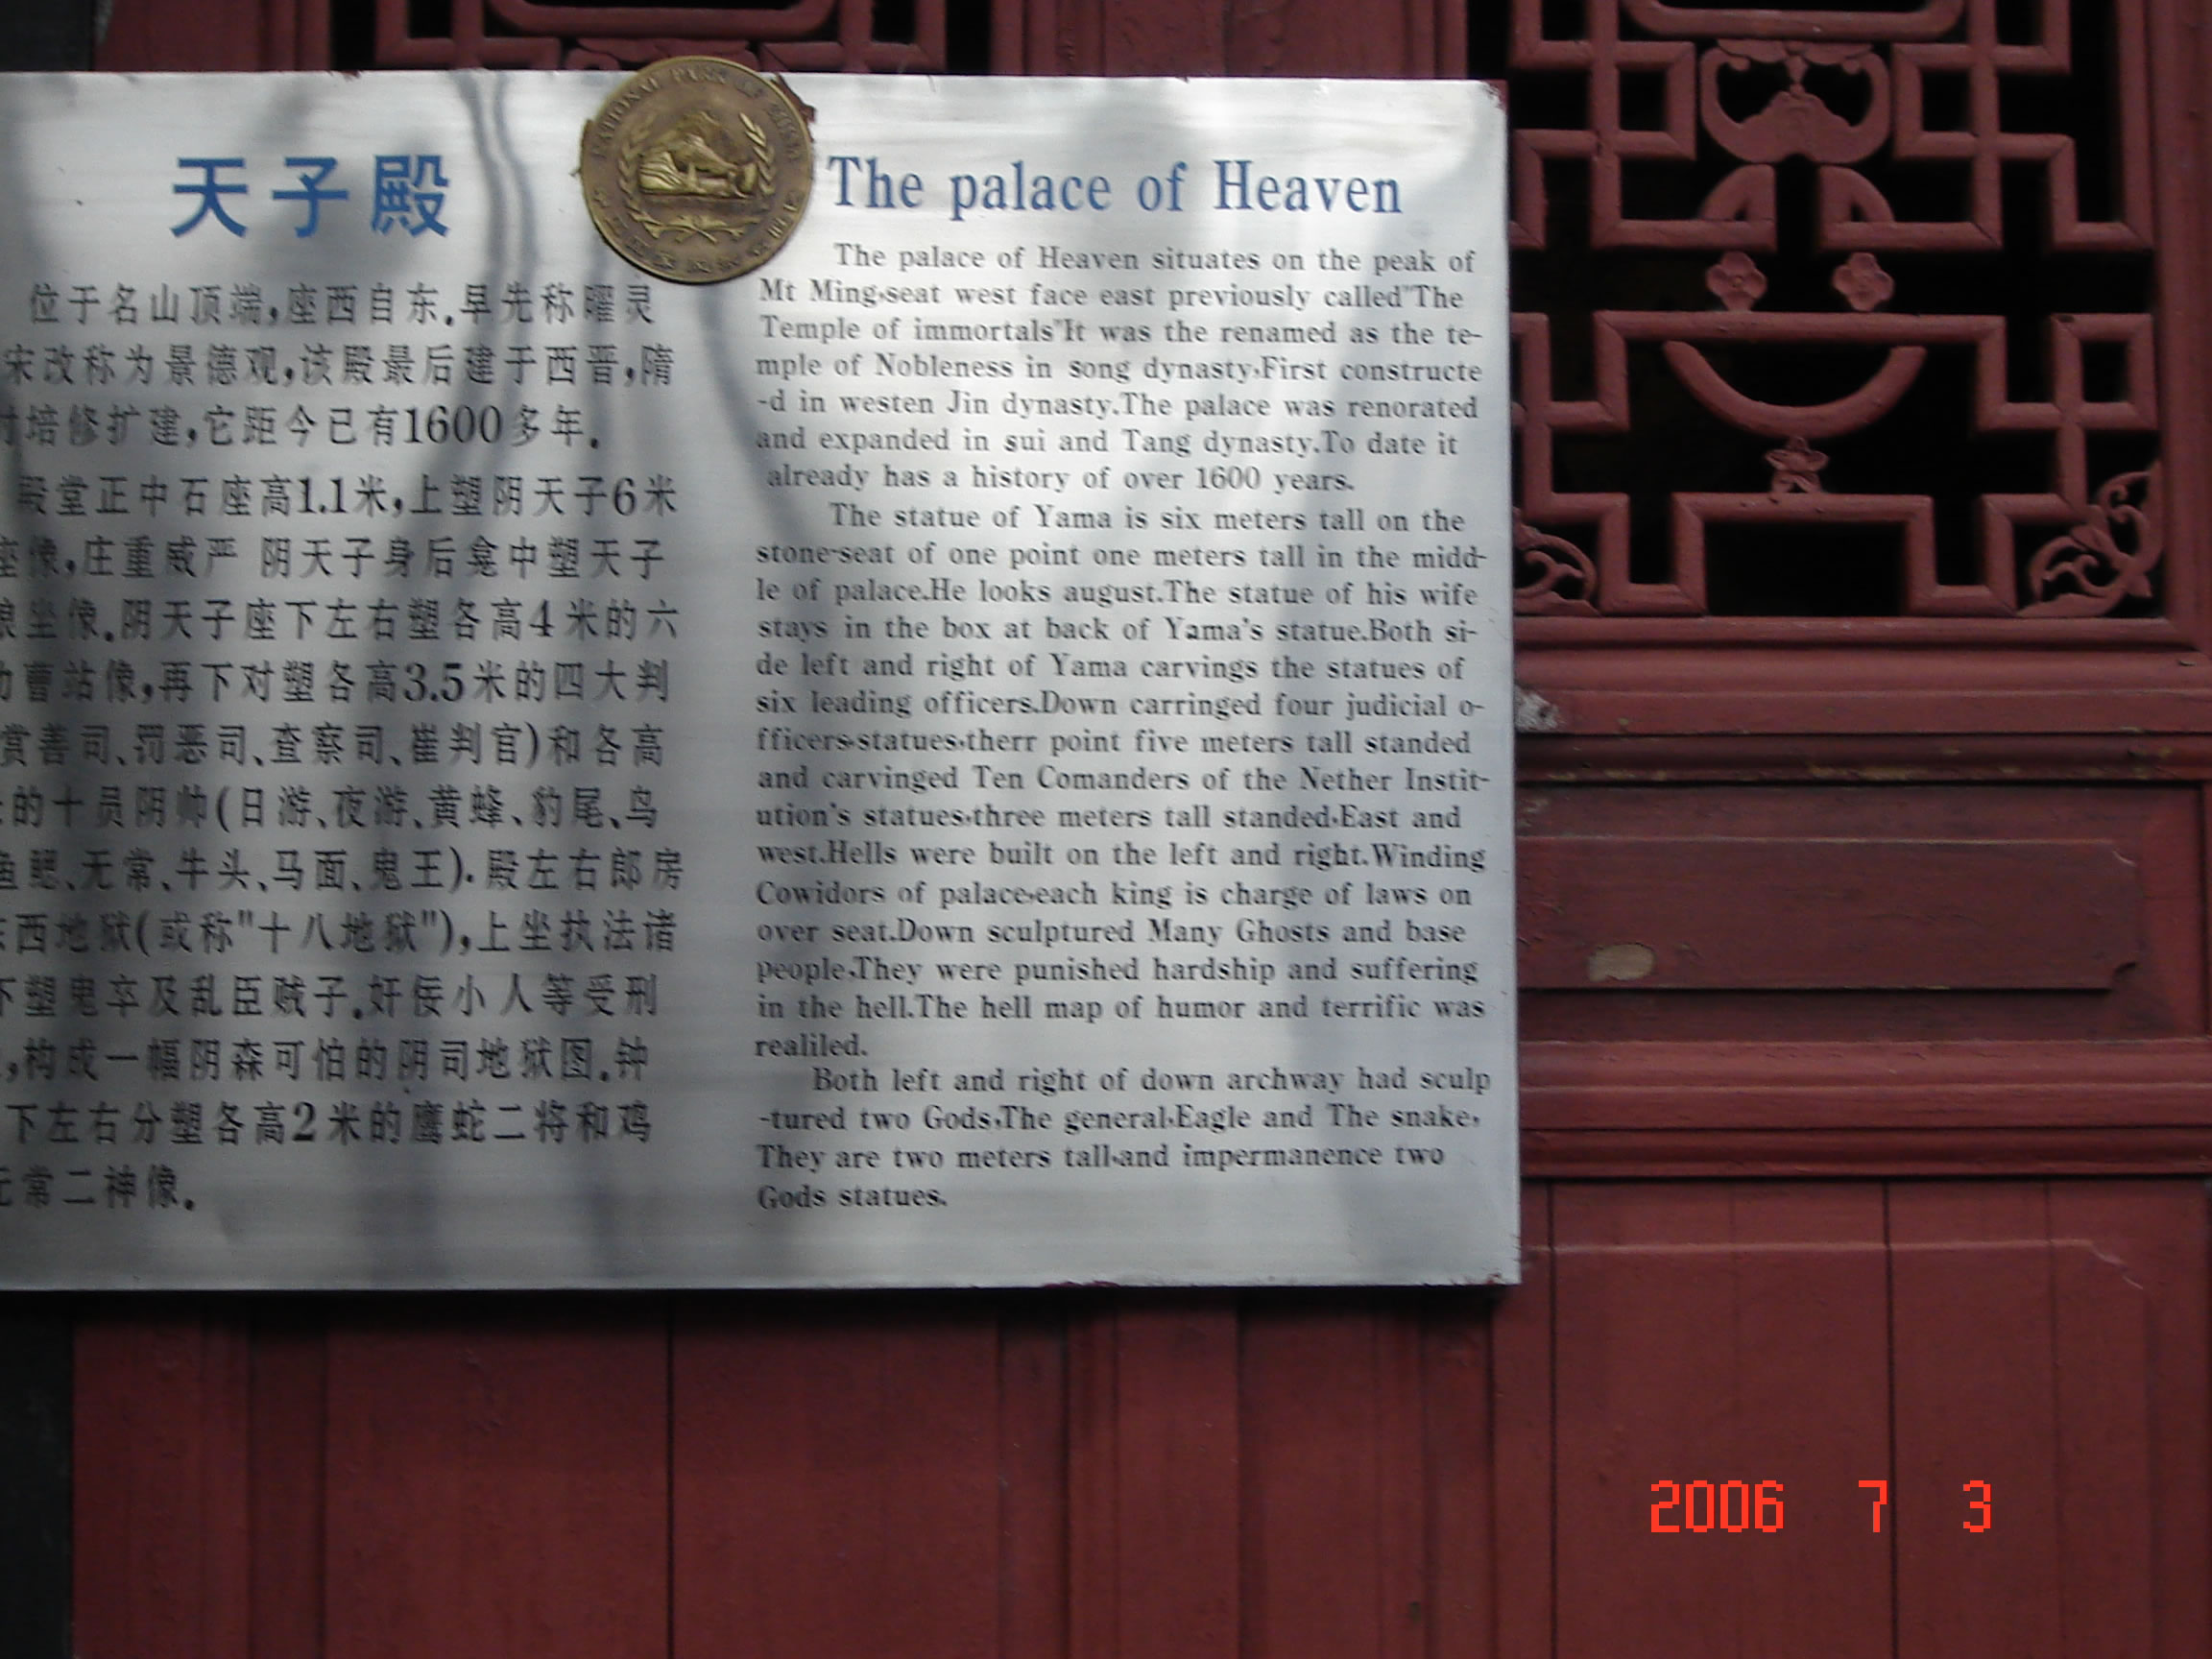 天子殿
位于名山顶端,座西自东.早先称曜灵
宋改称为景德观,该殿最后建于西晋,隋
时培修扩建,它距今已有1600多年.
殿堂正中石座高1.1米,上塑阴天子6米
座像,庄重威严 阴天子身后龛中塑天子
娘坐像.阴天子座下左右塑各高4米的六
功曹站像,再下对塑各高3.5米的四大判
赏善司、罚恶司、查察司、崔判官)和各高
的十员阴帅(日游、夜游、黄蜂、豹尾、鸟
鱼鳃、无常、牛头、马面、鬼王).殿左右郎房
东西地狱(或称"十八地狱"),上坐执法诸
下塑鬼卒及乱臣贼子.奸佞小人等受刑
,构成一幅阴森可怕的阴司地狱图.钟
下左右分塑各高2米的鹰蛇二将和鸡
无常二神像.
NATIONAL PARK OF
The palace of Heaven
The palace of Heaven situates on the peak of
Mt Ming,seat west face east previously called"The
Temple of immortals"It was the renamed as the te-
mple of Nobleness in song dynasty,First constructe
-d in westen Jin dynasty.The palace was renorated
and expanded in sui and Tang dynasty.To date it
already has a history of over 1600 years.
The statue of Yama is six meters tall on the
stone-seat of one point one meters tall in the midd-
le of palace.He looks august.The statue of his wife
stays in the box at back of Yama's statue.Both si-
de left and right of Yama carvings the statues of
six leading officers.Down carringed four judicial o-
fficers,statues,therr point five meters tall standed
and carvinged Ten Comanders of the Nether Instit-
ution's statues,three meters tall standed,East and
west.Hells were built on the left and right.Winding
Cowidors of palace,each king is charge of laws on
over seat.Down sculptured Many Ghosts and base
people,They were punished hardship and suffering
in the hell.The hell map of humor and terrific was
realiled.
Both left and right of down archway had sculp
-tured two Gods,The general,Eagle and The snake,
They are two meters tall,and impermanence two
Gods statues.
2006 7 3